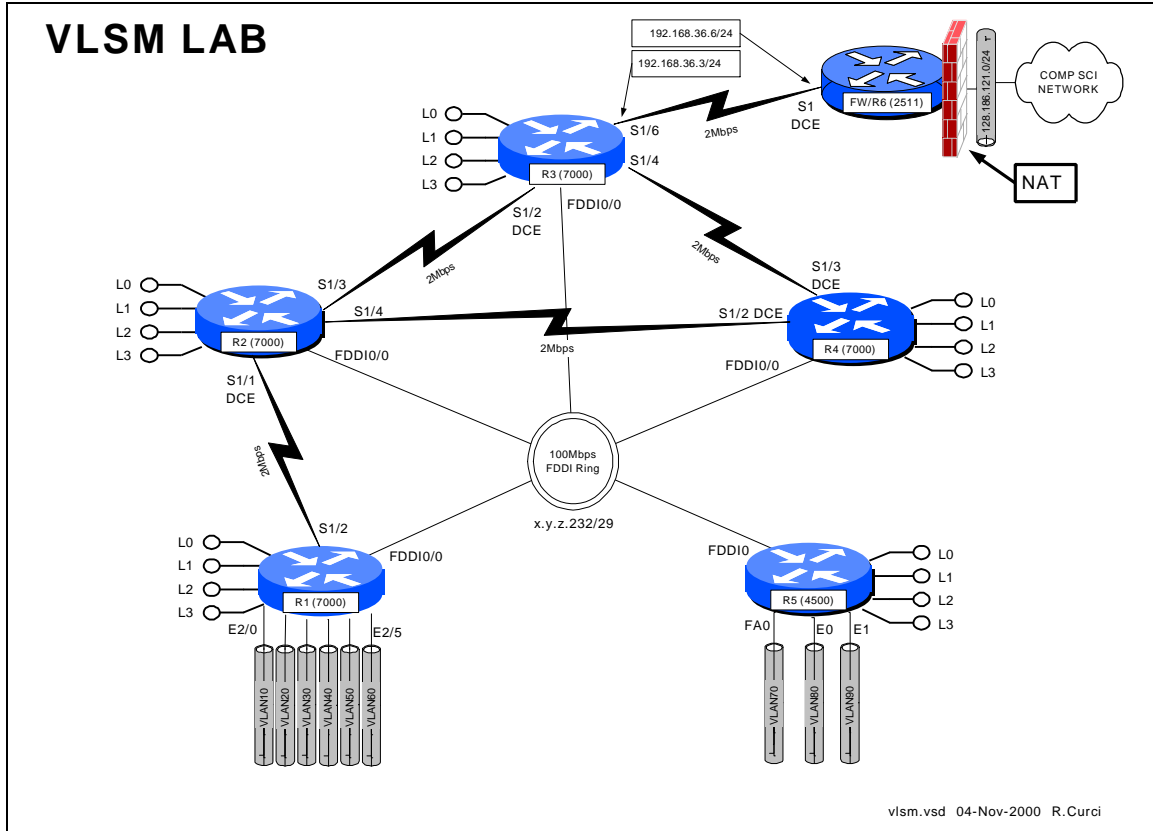 VLSM LAB
192.168.36.6/24
192.168.36.3/24
S1
DCE
FW/R6 (2511)
128.186.121.0/24
COMP SCI
NETWORK
NAT
2Mbps
L0
L1
L2
L3
S1/6
S1/4
R3 (7000)
S1/2
DCE
FDDI0/0
2Mbps
2Mbps
S1/3
DCE
L0
L1
L2
L3
S1/3
S1/4
R2 (7000)
FDDI0/0
S1/1
DCE
2Mbps
S1/2 DCE
R4 (7000)
FDDI0/0
L0
L1
L2
L3
2Mbps
100Mbps
FDDI Ring
x.y.z.232/29
S1/2
FDDI0/0
L0
L1
L2
L3
R1 (7000)
E2/0
E2/5
VLAN10
VLAN20
VLAN30
VLAN40
VLAN50
VLAN60
FDDI0
R5 (4500)
L0
L1
L2
L3
FA0
E0
E1
VLAN70
VLAN80
VLAN90
vlsm.vsd 04-Nov-2000 R.Curci